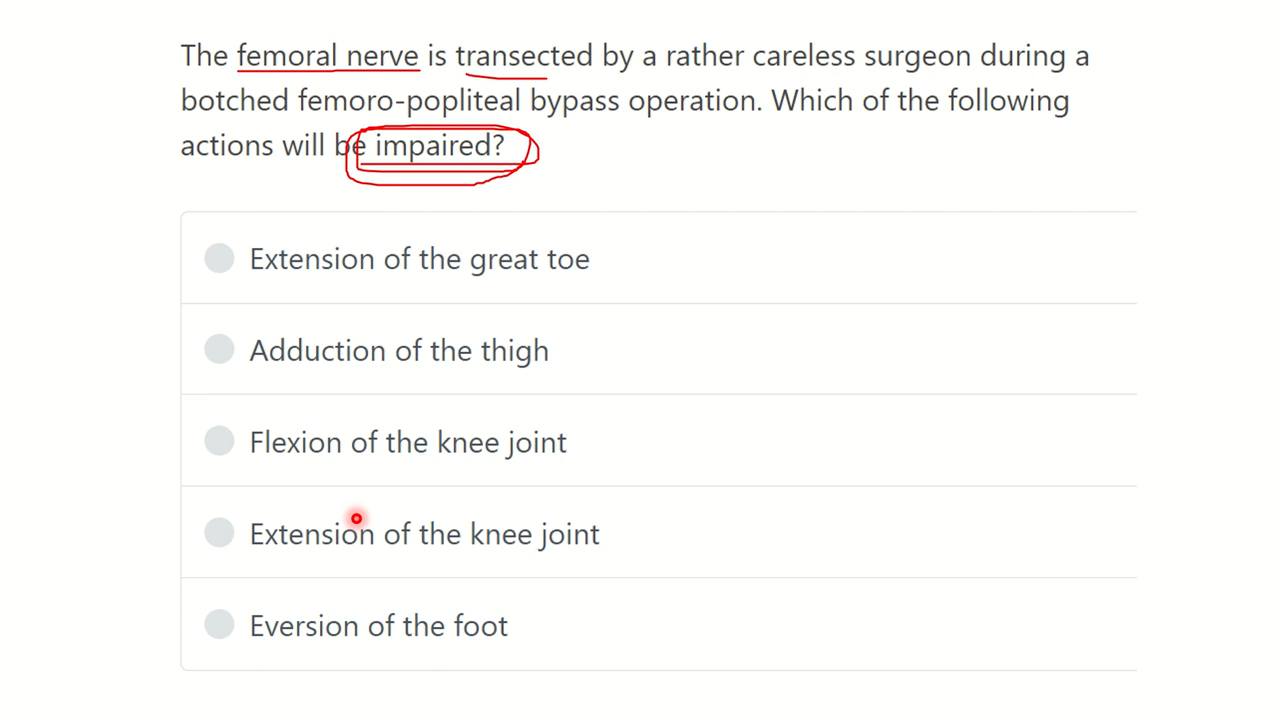 The femoral nerve is transected by a rather careless surgeon during a
botched femoro-popliteal bypass operation. Which of the following
actions will be impaired?
Extension of the great toe
Adduction of the thigh
Flexion of the knee joint
Extension of the knee joint
Eversion of the foot